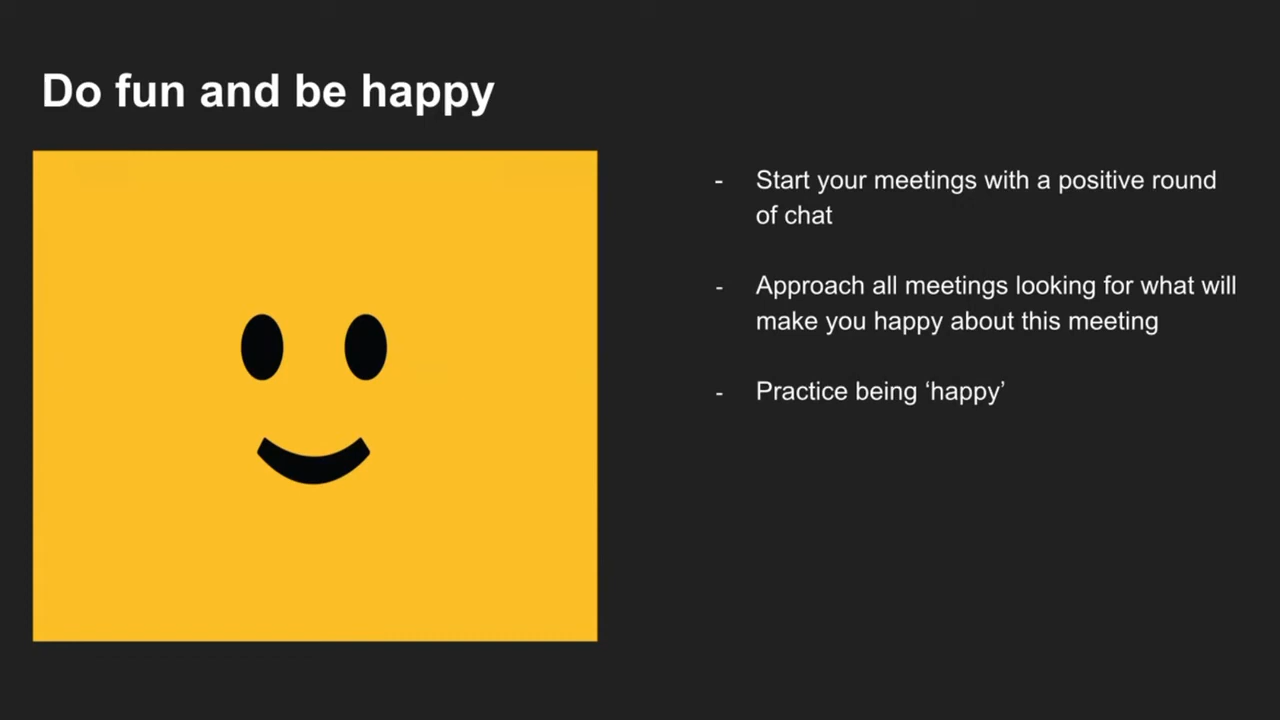 Do fun and be happy
- Start your meetings with a positive round
of chat
- Approach all meetings looking for what will
make you happy about this meeting
- Practice being ‘happy’